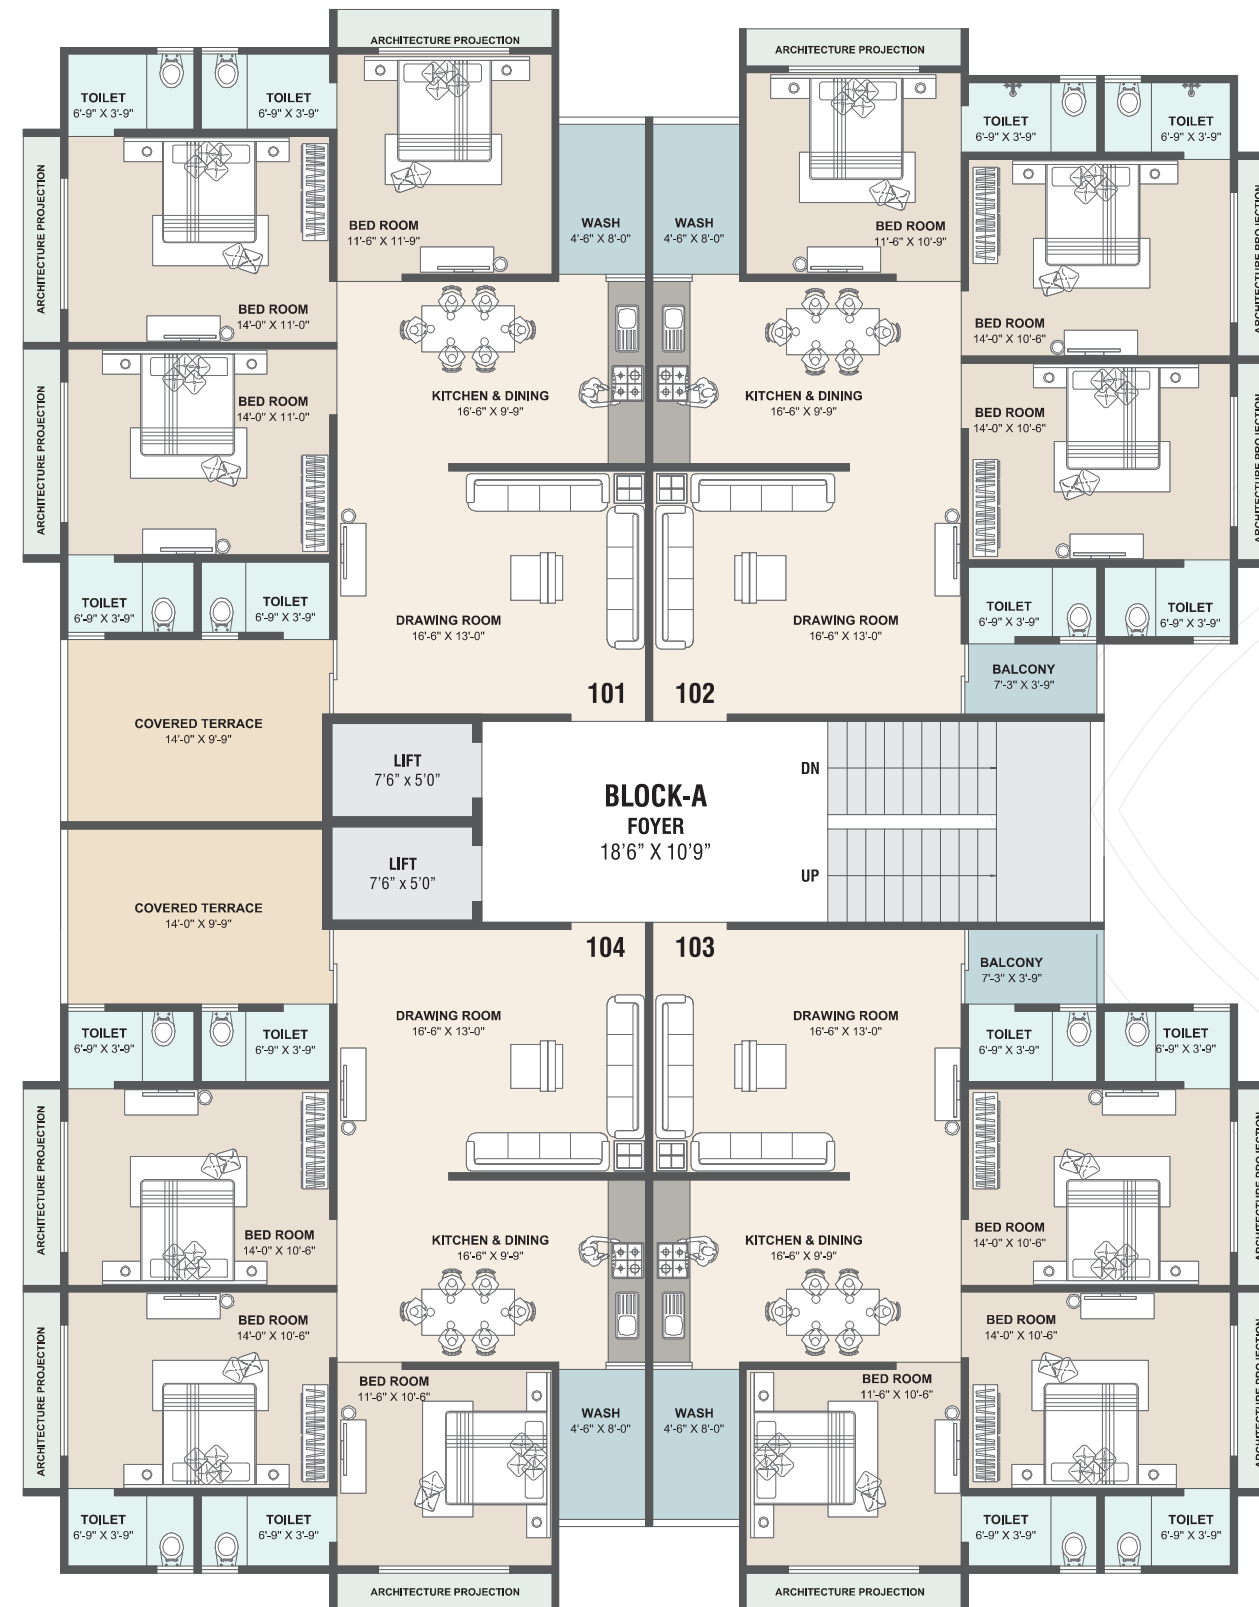 ARCHITECTURE PROJECTION
ARCHITECTURE PROJECTION
TOILET
6'-9" X 3'-9"
TOILET
6'-9" X 3'-9"
TOILET
6'-9" X 3'-9"
TOILET
6'-9" X 3'-9"
ARCHITECTURE PROJECTION
BED ROOM
11'-6" X 11'-9"
WASH
4'-6" X 8'-0"
WASH
4'-6" X 8'-0"
BED ROOM
11'-6" X 10'-9"
ARCHITECTURE PROJECTION
BED ROOM
14'-0" X 11'-0"
BED ROOM
14'-0" X 10'-6"
ARCHITECTURE PROJECTION
BED ROOM
14'-0" X 11'-0"
KITCHEN & DINING
16'-6" X 9'-9"
KITCHEN & DINING
16'-6" X 9'-9"
BED ROOM
14'-0" X 10'-6"
ARCHITECTURE PROJECTION
TOILET
6'-9" X 3'-9"
TOILET
6'-9" X 3'-9"
DRAWING ROOM
16'-6" X 13'-0"
DRAWING ROOM
16'-6" X 13'-0"
TOILET
6'-9" X 3'-9"
TOILET
6'-9" X 3'-9"
BALCONY
7'-3" X 3'-9"
101
102
COVERED TERRACE
14'-0" X 9'-9"
LIFT
7'6" x 5'0"
DN
BLOCK-A
FOYER
18'6" X 10'9"
LIFT
7'6" x 5'0"
UP
COVERED TERRACE
14'-0" X 9'-9"
104
103
BALCONY
7'-3" X 3'-9"
DRAWING ROOM
16'-6" X 13'-0"
DRAWING ROOM
16'-6" X 13'-0"
TOILET
6'-9" X 3'-9"
TOILET
6'-9" X 3'-9"
TOILET
6'-9" X 3'-9"
TOILET
6'-9" X 3'-9"
ARCHITECTURE PROJECTION
BED ROOM
14'-0" X 10'-6"
KITCHEN & DINING
16'-6" X 9'-9"
KITCHEN & DINING
16'-6" X 9'-9"
BED ROOM
14'-0" X 10'-6"
ARCHITECTURE PROJECTION
ARCHITECTURE PROJECTION
BED ROOM
14'-0" X 10'-6"
BED ROOM
14'-0" X 10'-6"
ARCHITECTURE PROJECTION
BED ROOM
11'-6" X 10'-6"
WASH
4'-6" X 8'-0"
WASH
4'-6" X 8'-0"
BED ROOM
11'-6" X 10'-6"
TOILET
6'-9" X 3'-9"
TOILET
6'-9" X 3'-9"
TOILET
6'-9" X 3'-9"
TOILET
6'-9" X 3'-9"
ARCHITECTURE PROJECTION
ARCHITECTURE PROJECTION